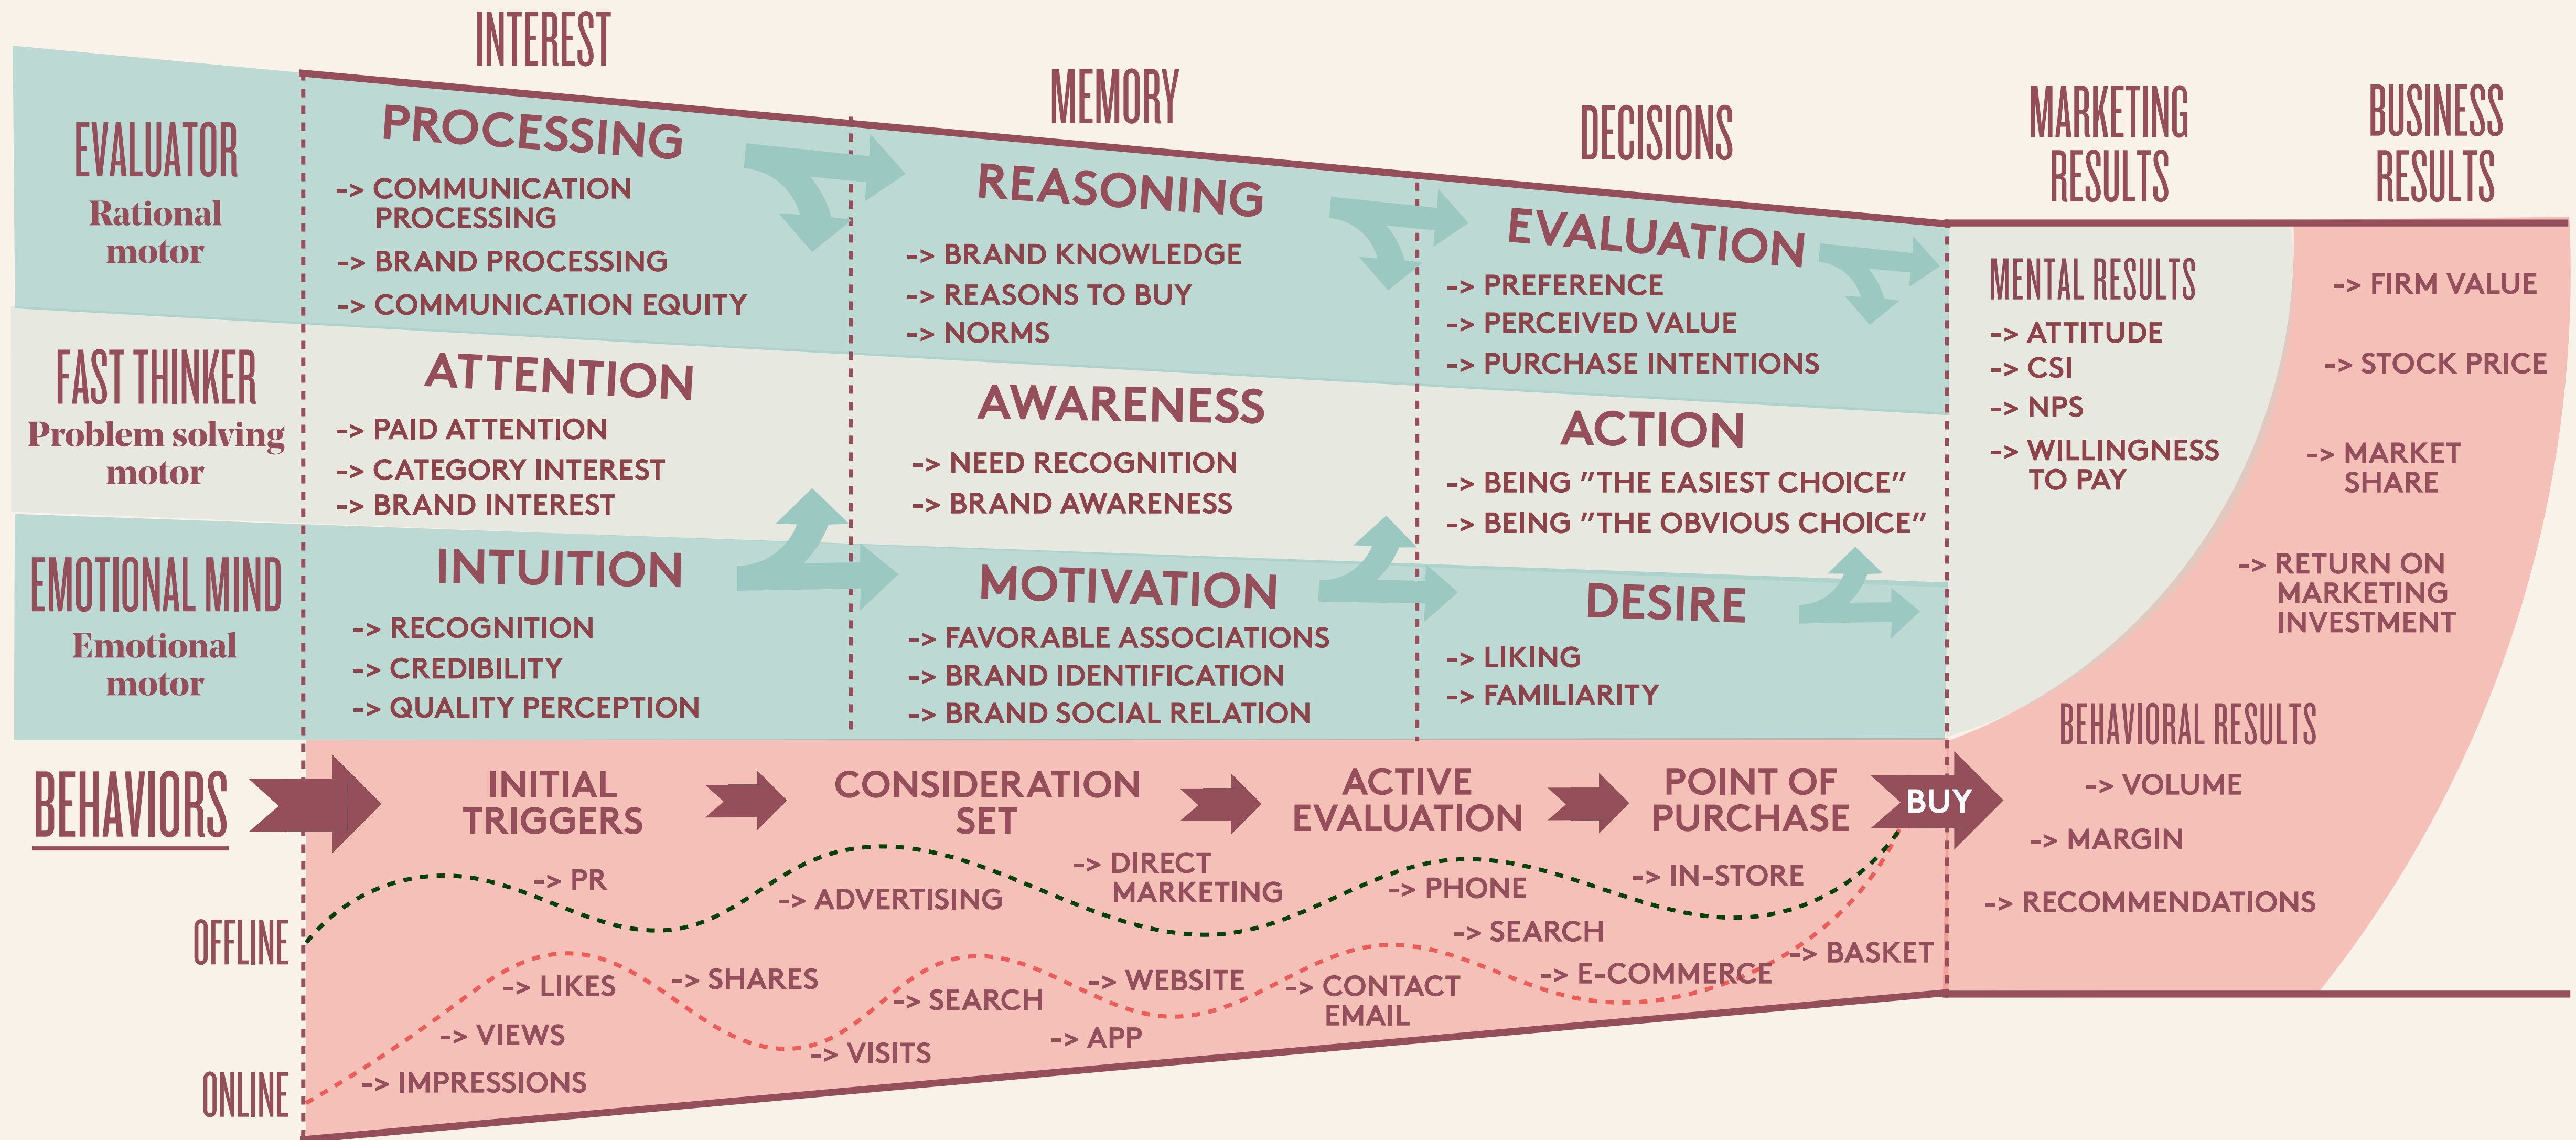 INTEREST
MEMORY
DECISIONS
MARKETING
RESULTS
BUSINESS
RESULTS
EVALUATOR
Rational
motor
PROCESSING
-> COMMUNICATION
PROCESSING
-> BRAND PROCESSING
-> COMMUNICATION EQUITY
REASONING
-> BRAND KNOWLEDGE
-> REASONS TO BUY
-> NORMS
EVALUATION
-> PREFERENCE
-> PERCEIVED VALUE
-> PURCHASE INTENTIONS
FAST THINKER
Problem solving
motor
ATTENTION
-> PAID ATTENTION
-> CATEGORY INTEREST
-> BRAND INTEREST
AWARENESS
-> NEED RECOGNITION
-> BRAND AWARENESS
ACTION
-> BEING "THE EASIEST CHOICE"
-> BEING "THE OBVIOUS CHOICE"
EMOTIONAL MIND
Emotional
motor
INTUITION
-> RECOGNITION
-> CREDIBILITY
-> QUALITY PERCEPTION
MOTIVATION
-> FAVORABLE ASSOCIATIONS
-> BRAND IDENTIFICATION
-> BRAND SOCIAL RELATION
DESIRE
-> LIKING
-> FAMILIARITY
MENTAL RESULTS
-> ATTITUDE
-> CSI
-> NPS
-> WILLINGNESS
TO PAY
-> FIRM VALUE
-> STOCK PRICE
-> MARKET
SHARE
-> RETURN ON
MARKETING
INVESTMENT
BEHAVIORAL RESULTS
-> VOLUME
-> MARGIN
-> RECOMMENDATIONS
BEHAVIORS
INITIAL
TRIGGERS
CONSIDERATION
SET
ACTIVE
EVALUATION
POINT OF
PURCHASE
BUY
OFFLINE
-> PR
-> ADVERTISING
-> DIRECT
MARKETING
-> PHONE
-> IN-STORE
ONLINE
-> IMPRESSIONS
-> VIEWS
-> LIKES
-> SHARES
-> VISITS
-> SEARCH
-> WEBSITE
-> APP
-> CONTACT
EMAIL
-> SEARCH
-> E-COMMERCE
-> BASKET